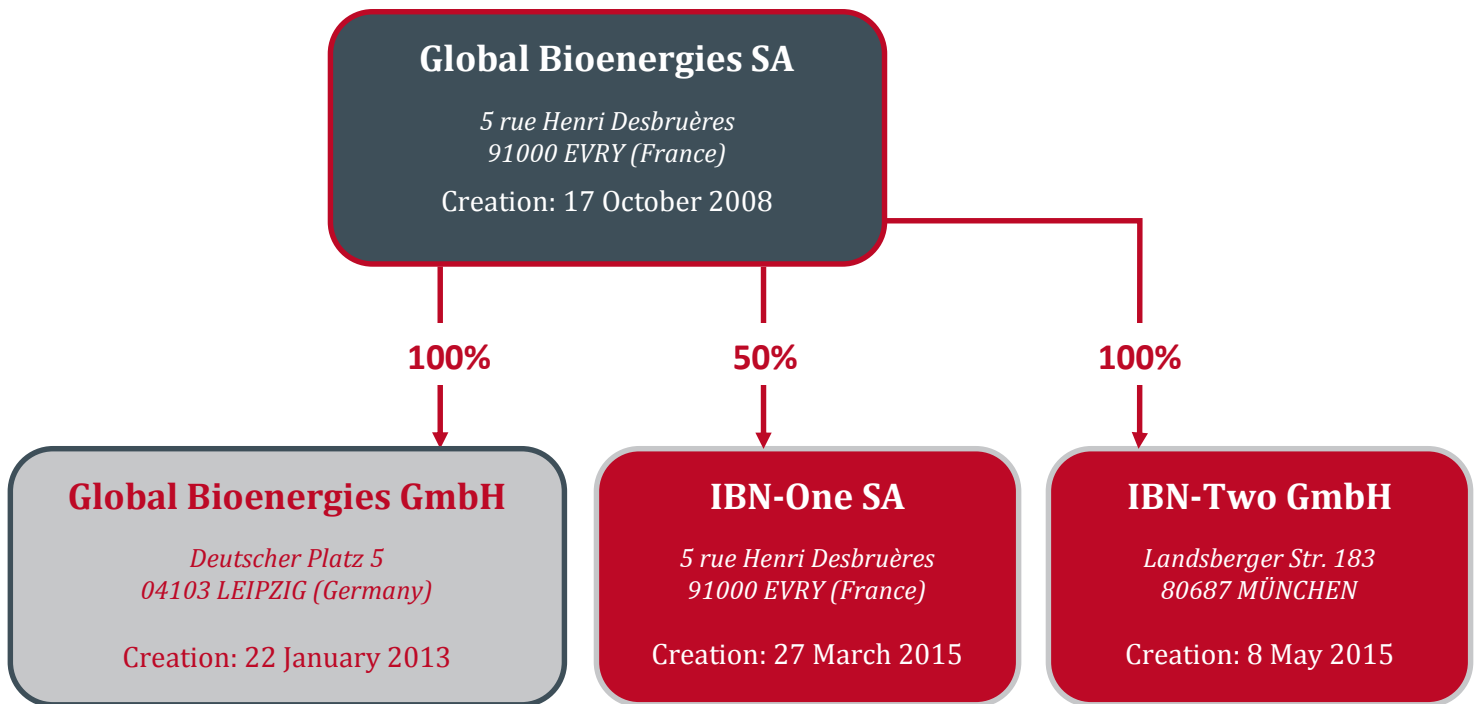 Global Bioenergies SA
5 rue Henri Desbruères
91000 EVRY (France)
Creation: 17 October 2008
100%
50%
100%
Global Bioenergies GmbH
Deutscher Platz 5
04103 LEIPZIG (Germany)
Creation: 22 January 2013
IBN-One SA
5 rue Henri Desbruères
91000 EVRY (France)
Creation: 27 March 2015
IBN-Two GmbH
Landsberger Str. 183
80687 MÜNCHEN
Creation: 8 May 2015